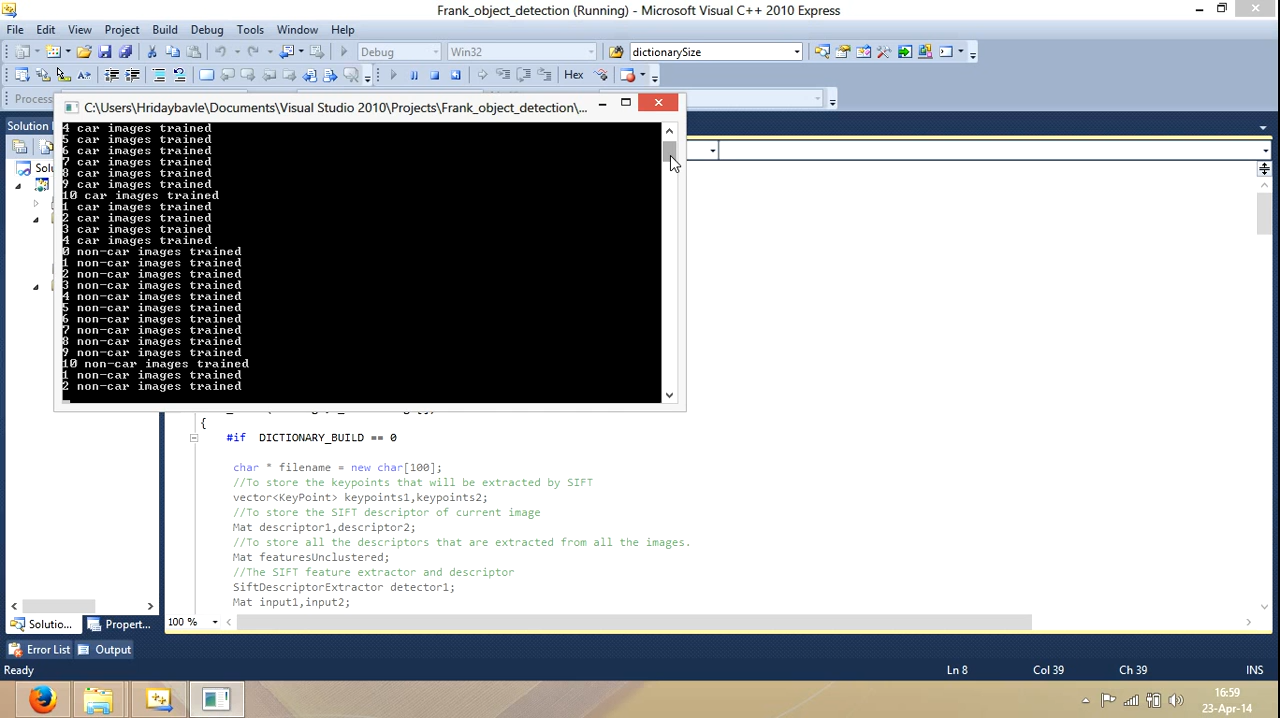 Frank_object_detection (Running) - Microsoft Visual C++ 2010 Express
File Edit View Project Build Debug Tools Window Help
Debug Win32 dictionarySize
Hex
Process
C:\Users\Hridaybavle\Documents\Visual Studio 2010\Projects\Frank_object_detection\...
Solution
Solu
4 car images trained
5 car images trained
6 car images trained
7 car images trained
8 car images trained
9 car images trained
10 car images trained
1 car images trained
2 car images trained
3 car images trained
4 car images trained
0 non-car images trained
1 non-car images trained
2 non-car images trained
3 non-car images trained
4 non-car images trained
5 non-car images trained
6 non-car images trained
7 non-car images trained
8 non-car images trained
9 non-car images trained
10 non-car images trained
1 non-car images trained
2 non-car images trained
{
#if DICTIONARY_BUILD == 0
char * filename = new char[100];
//To store the keypoints that will be extracted by SIFT
vector<KeyPoint> keypoints1,keypoints2;
//To store the SIFT descriptor of current image
Mat descriptor1,descriptor2;
//To store all the descriptors that are extracted from all the images.
Mat featuresUnclustered;
//The SIFT feature extractor and descriptor
SiftDescriptorExtractor detector1;
Mat input1,input2;
Solutio... Propert... 100 %
Error List Output
Ready Ln 8 Col 39 Ch 39 INS
16:59
23-Apr-14